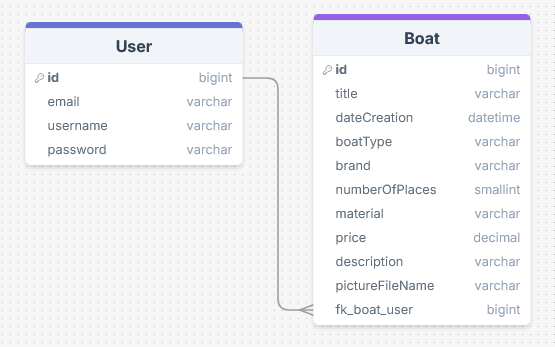 User
id bigint
email varchar
username varchar
password varchar
Boat
id bigint
title varchar
dateCreation datetime
boatType varchar
brand varchar
numberOfPlaces smallint
material varchar
price decimal
description varchar
pictureFileName varchar
fk_boat_user bigint